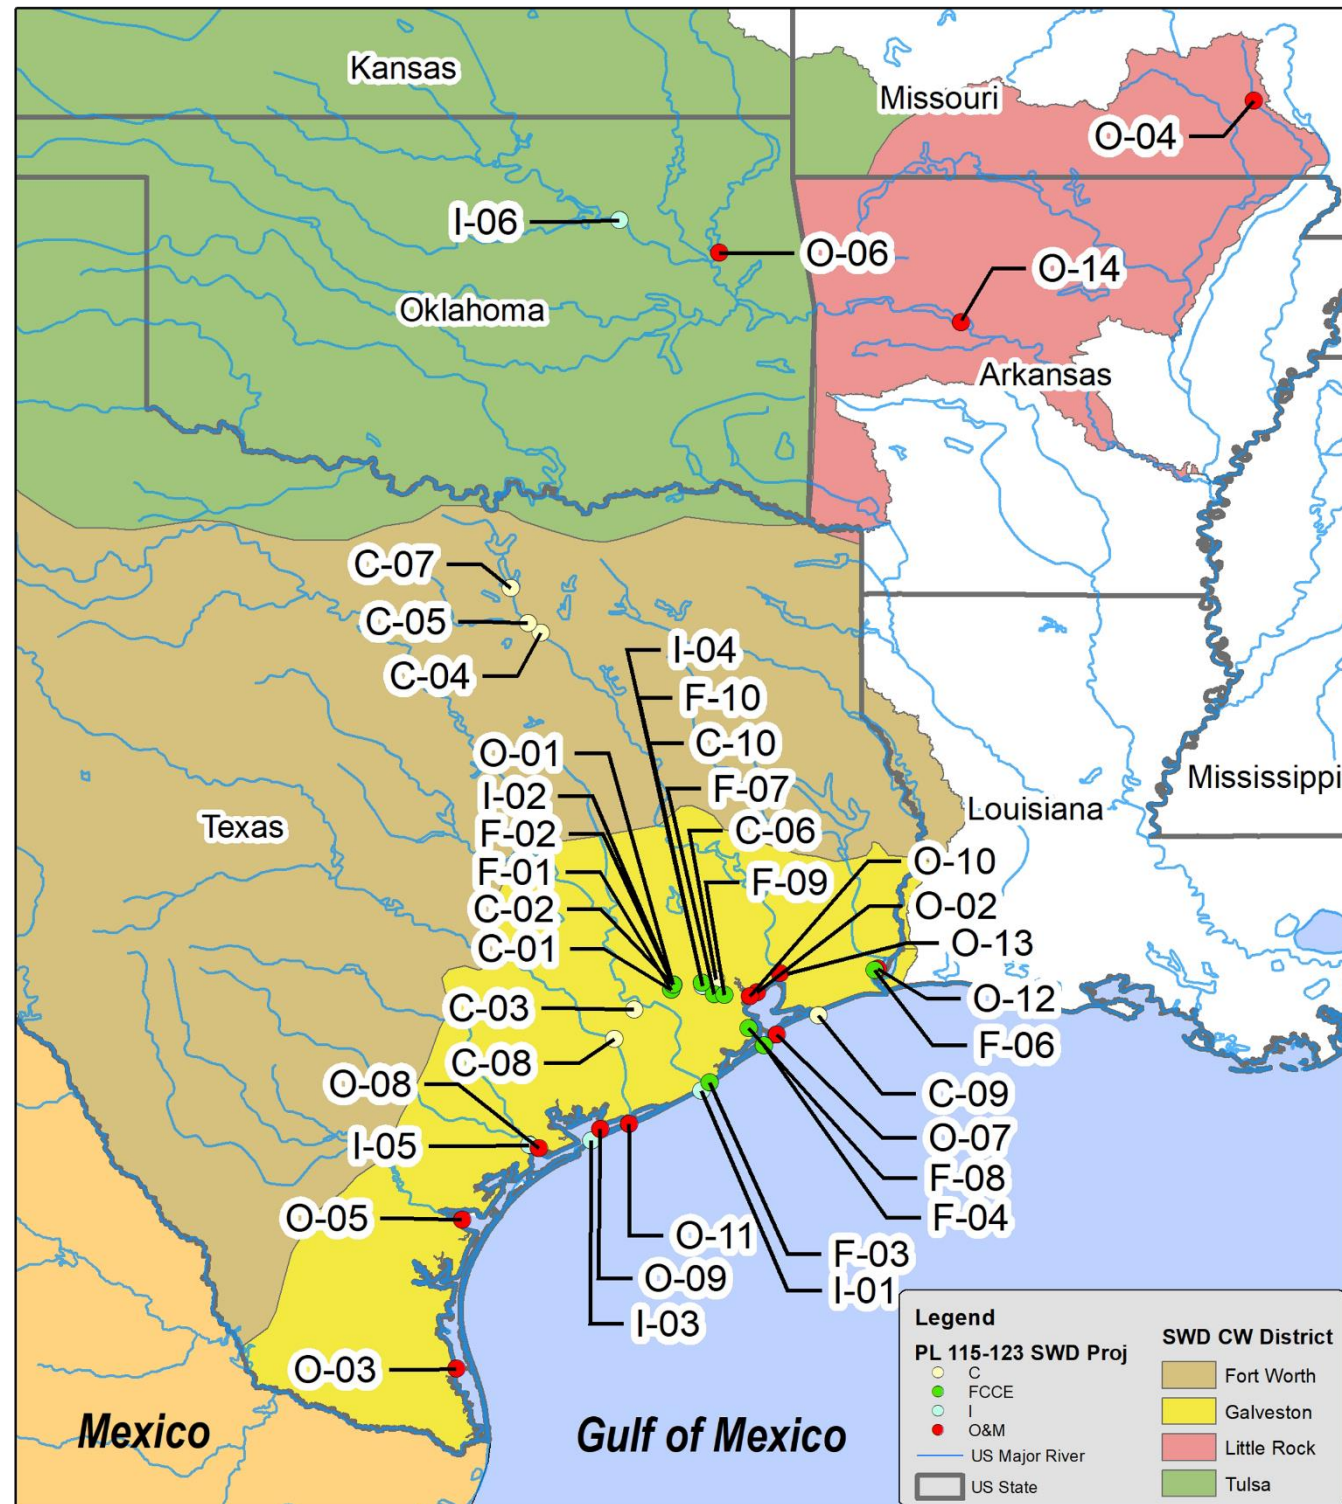 Kansas
Missouri
O-04
I-06
O-06
O-14
Oklahoma
Arkansas
C-07
C-05
C-04
I-04
F-10
C-10
O-01
F-07
I-02
Mississippi
Louisiana
Texas
F-02
C-06
O-10
F-01
F-09
O-02
C-02
O-13
C-01
O-12
C-03
F-06
C-08
O-08
C-09
O-07
I-05
F-08
O-05
F-04
O-11
F-03
O-09
I-01
I-03
O-03
Mexico
Gulf of Mexico
Legend
PL 115-123 SWD Proj
C
FCCE
I
O&M
US Major River
US State
SWD CW District
Fort Worth
Galveston
Little Rock
Tulsa